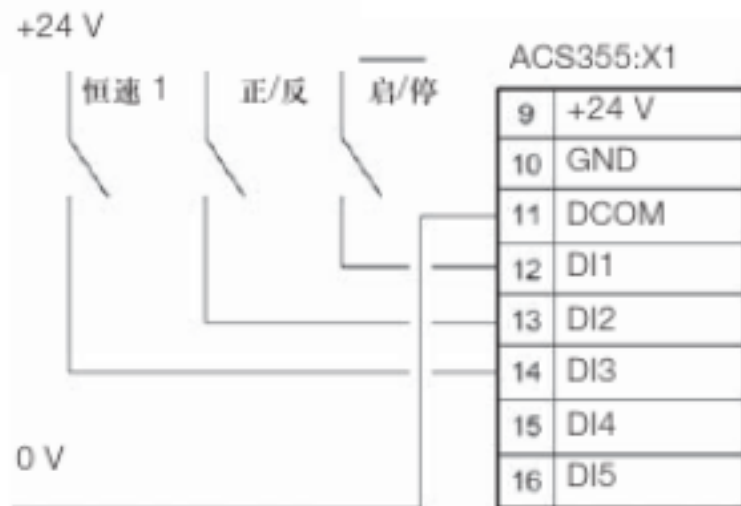 +24 V
恒速 1
正/反
启/停
ACS355:X1
9 +24 V
10 GND
11 DCOM
12 DI1
13 DI2
14 DI3
15 DI4
16 DI5
0 V